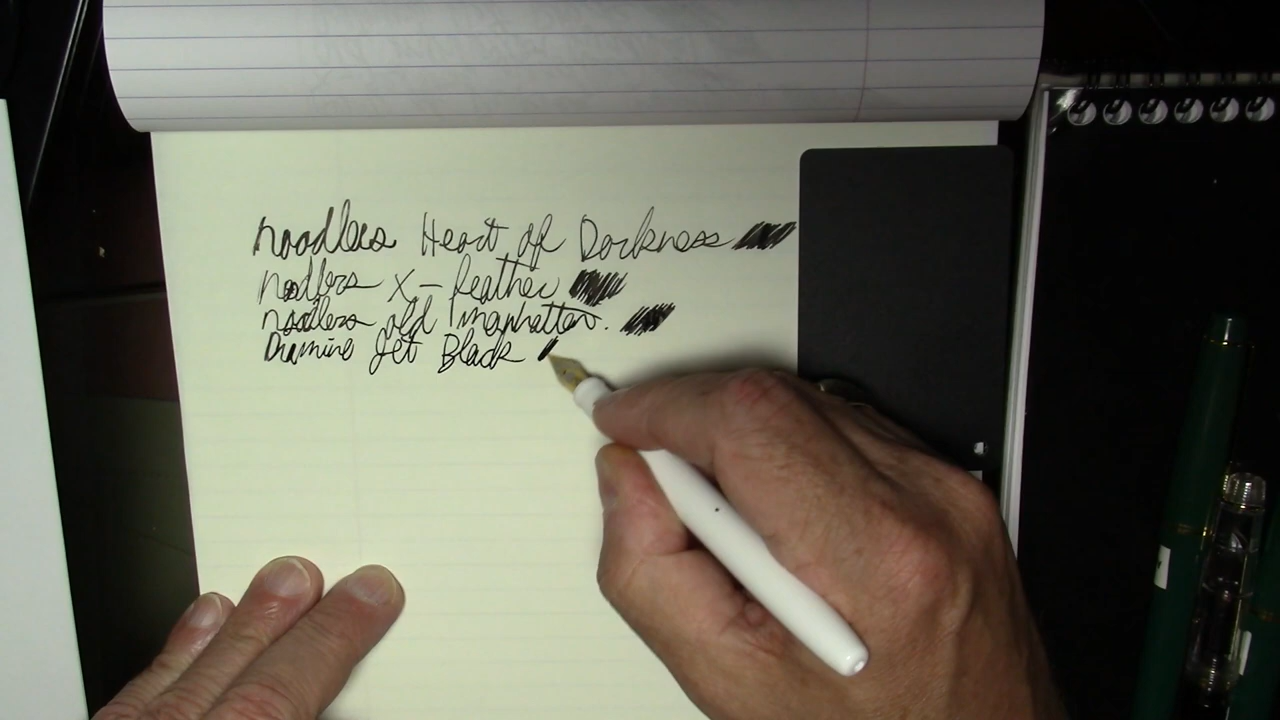 noodlers Heart of Darkness
noodlers X-feather
noodlers old manhattan.
Diamine Jet Black